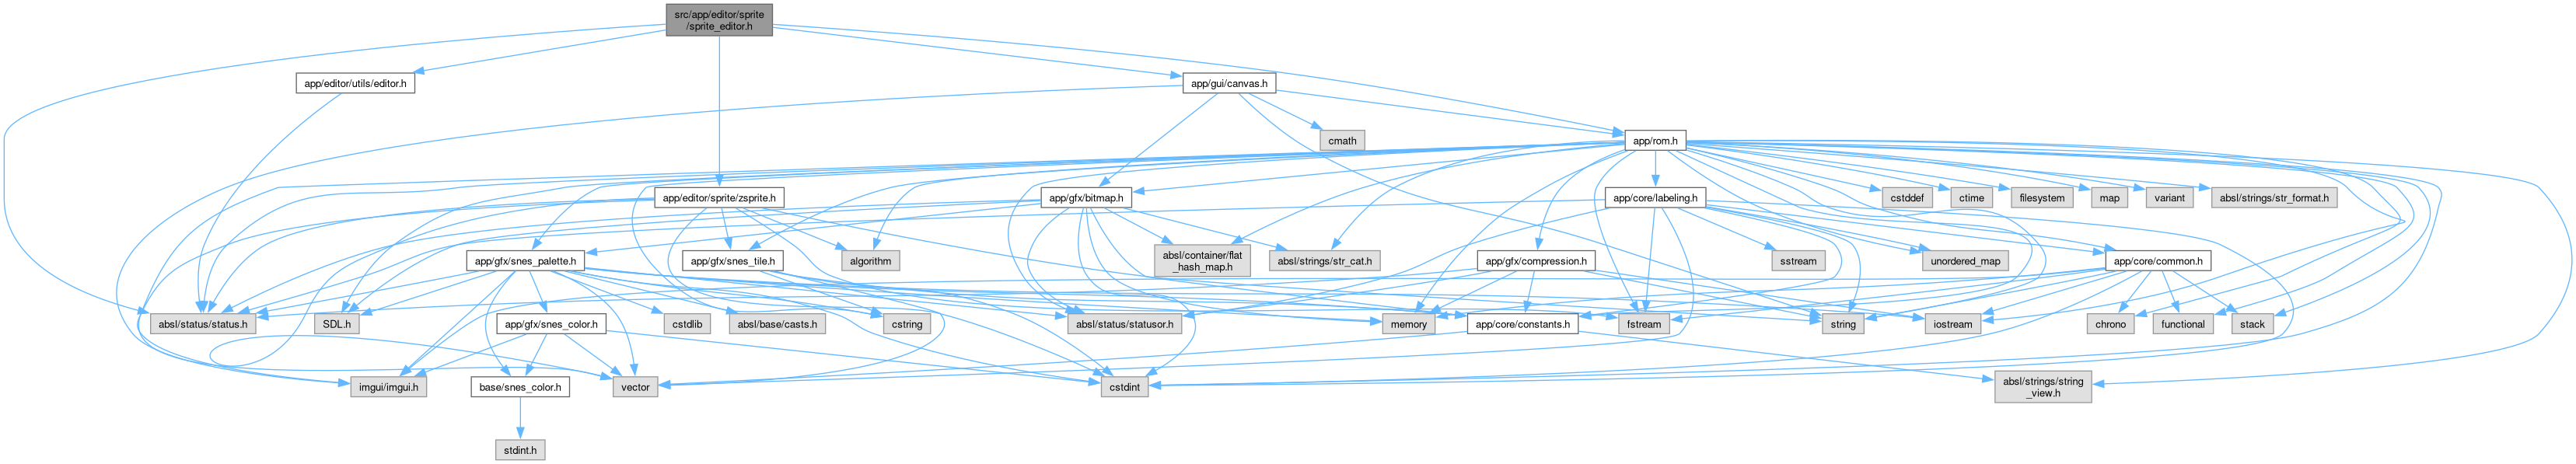 src/app/editor/sprite
/sprite_editor.h
app/editor/utils/editor.h
app/gui/canvas.h
cmath
app/rom.h
app/editor/sprite/zsprite.h
app/gfx/bitmap.h
app/core/labeling.h
cstddef
ctime
filesystem
map
variant
absl/strings/str_format.h
app/gfx/snes_palette.h
app/gfx/snes_tile.h
algorithm
absl/container/flat
_hash_map.h
absl/strings/str_cat.h
app/gfx/compression.h
sstream
unordered_map
app/core/common.h
absl/status/status.h
SDL.h
app/gfx/snes_color.h
cstdlib
absl/base/casts.h
cstring
absl/status/statusor.h
memory
app/core/constants.h
fstream
string
iostream
chrono
functional
stack
imgui/imgui.h
base/snes_color.h
vector
cstdint
absl/strings/string
_view.h
stdint.h